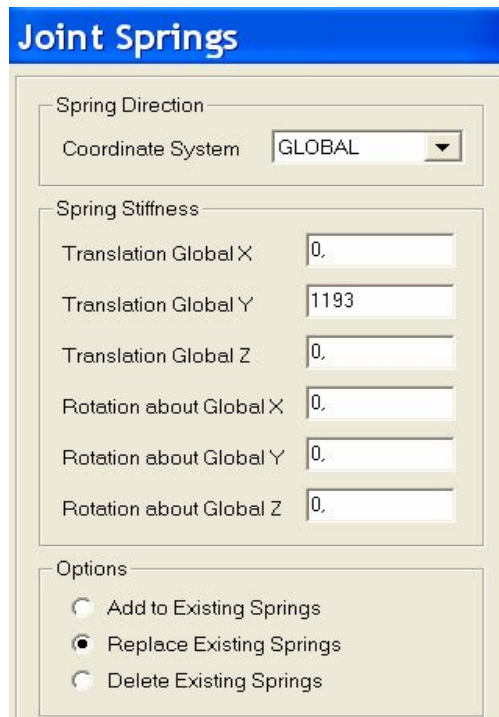 Joint Springs
Spring Direction
Coordinate System GLOBAL
Spring Stiffness
Translation Global X 0,
Translation Global Y 1193
Translation Global Z 0,
Rotation about Global X 0,
Rotation about Global Y 0,
Rotation about Global Z 0,
Options
Add to Existing Springs
Replace Existing Springs
Delete Existing Springs